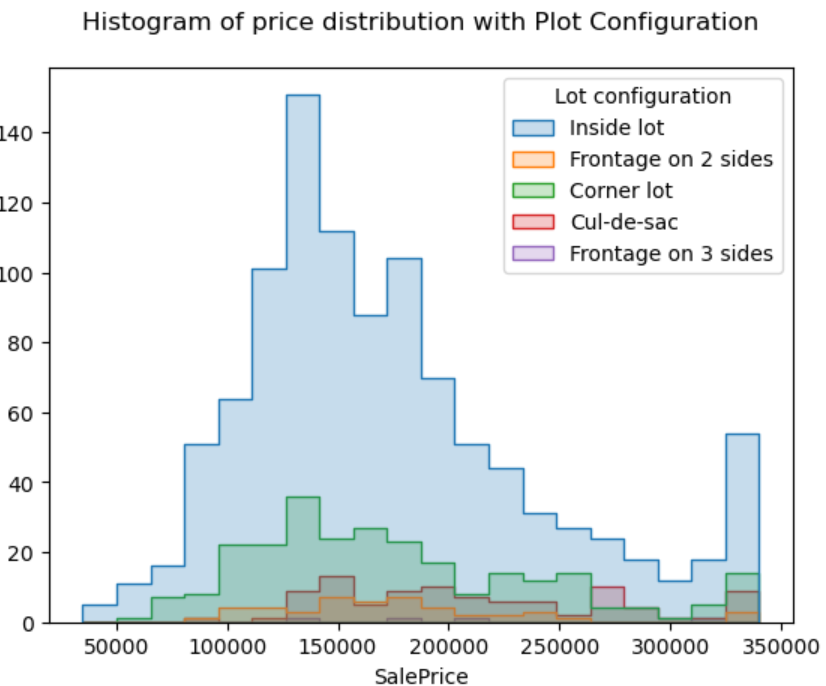 Histogram of price distribution with Plot Configuration
Lot configuration
Inside lot
Frontage on 2 sides
Corner lot
Cul-de-sac
Frontage on 3 sides
140
120
100
80
60
40
20
0
50000 100000 150000 200000 250000 300000 350000
SalePrice